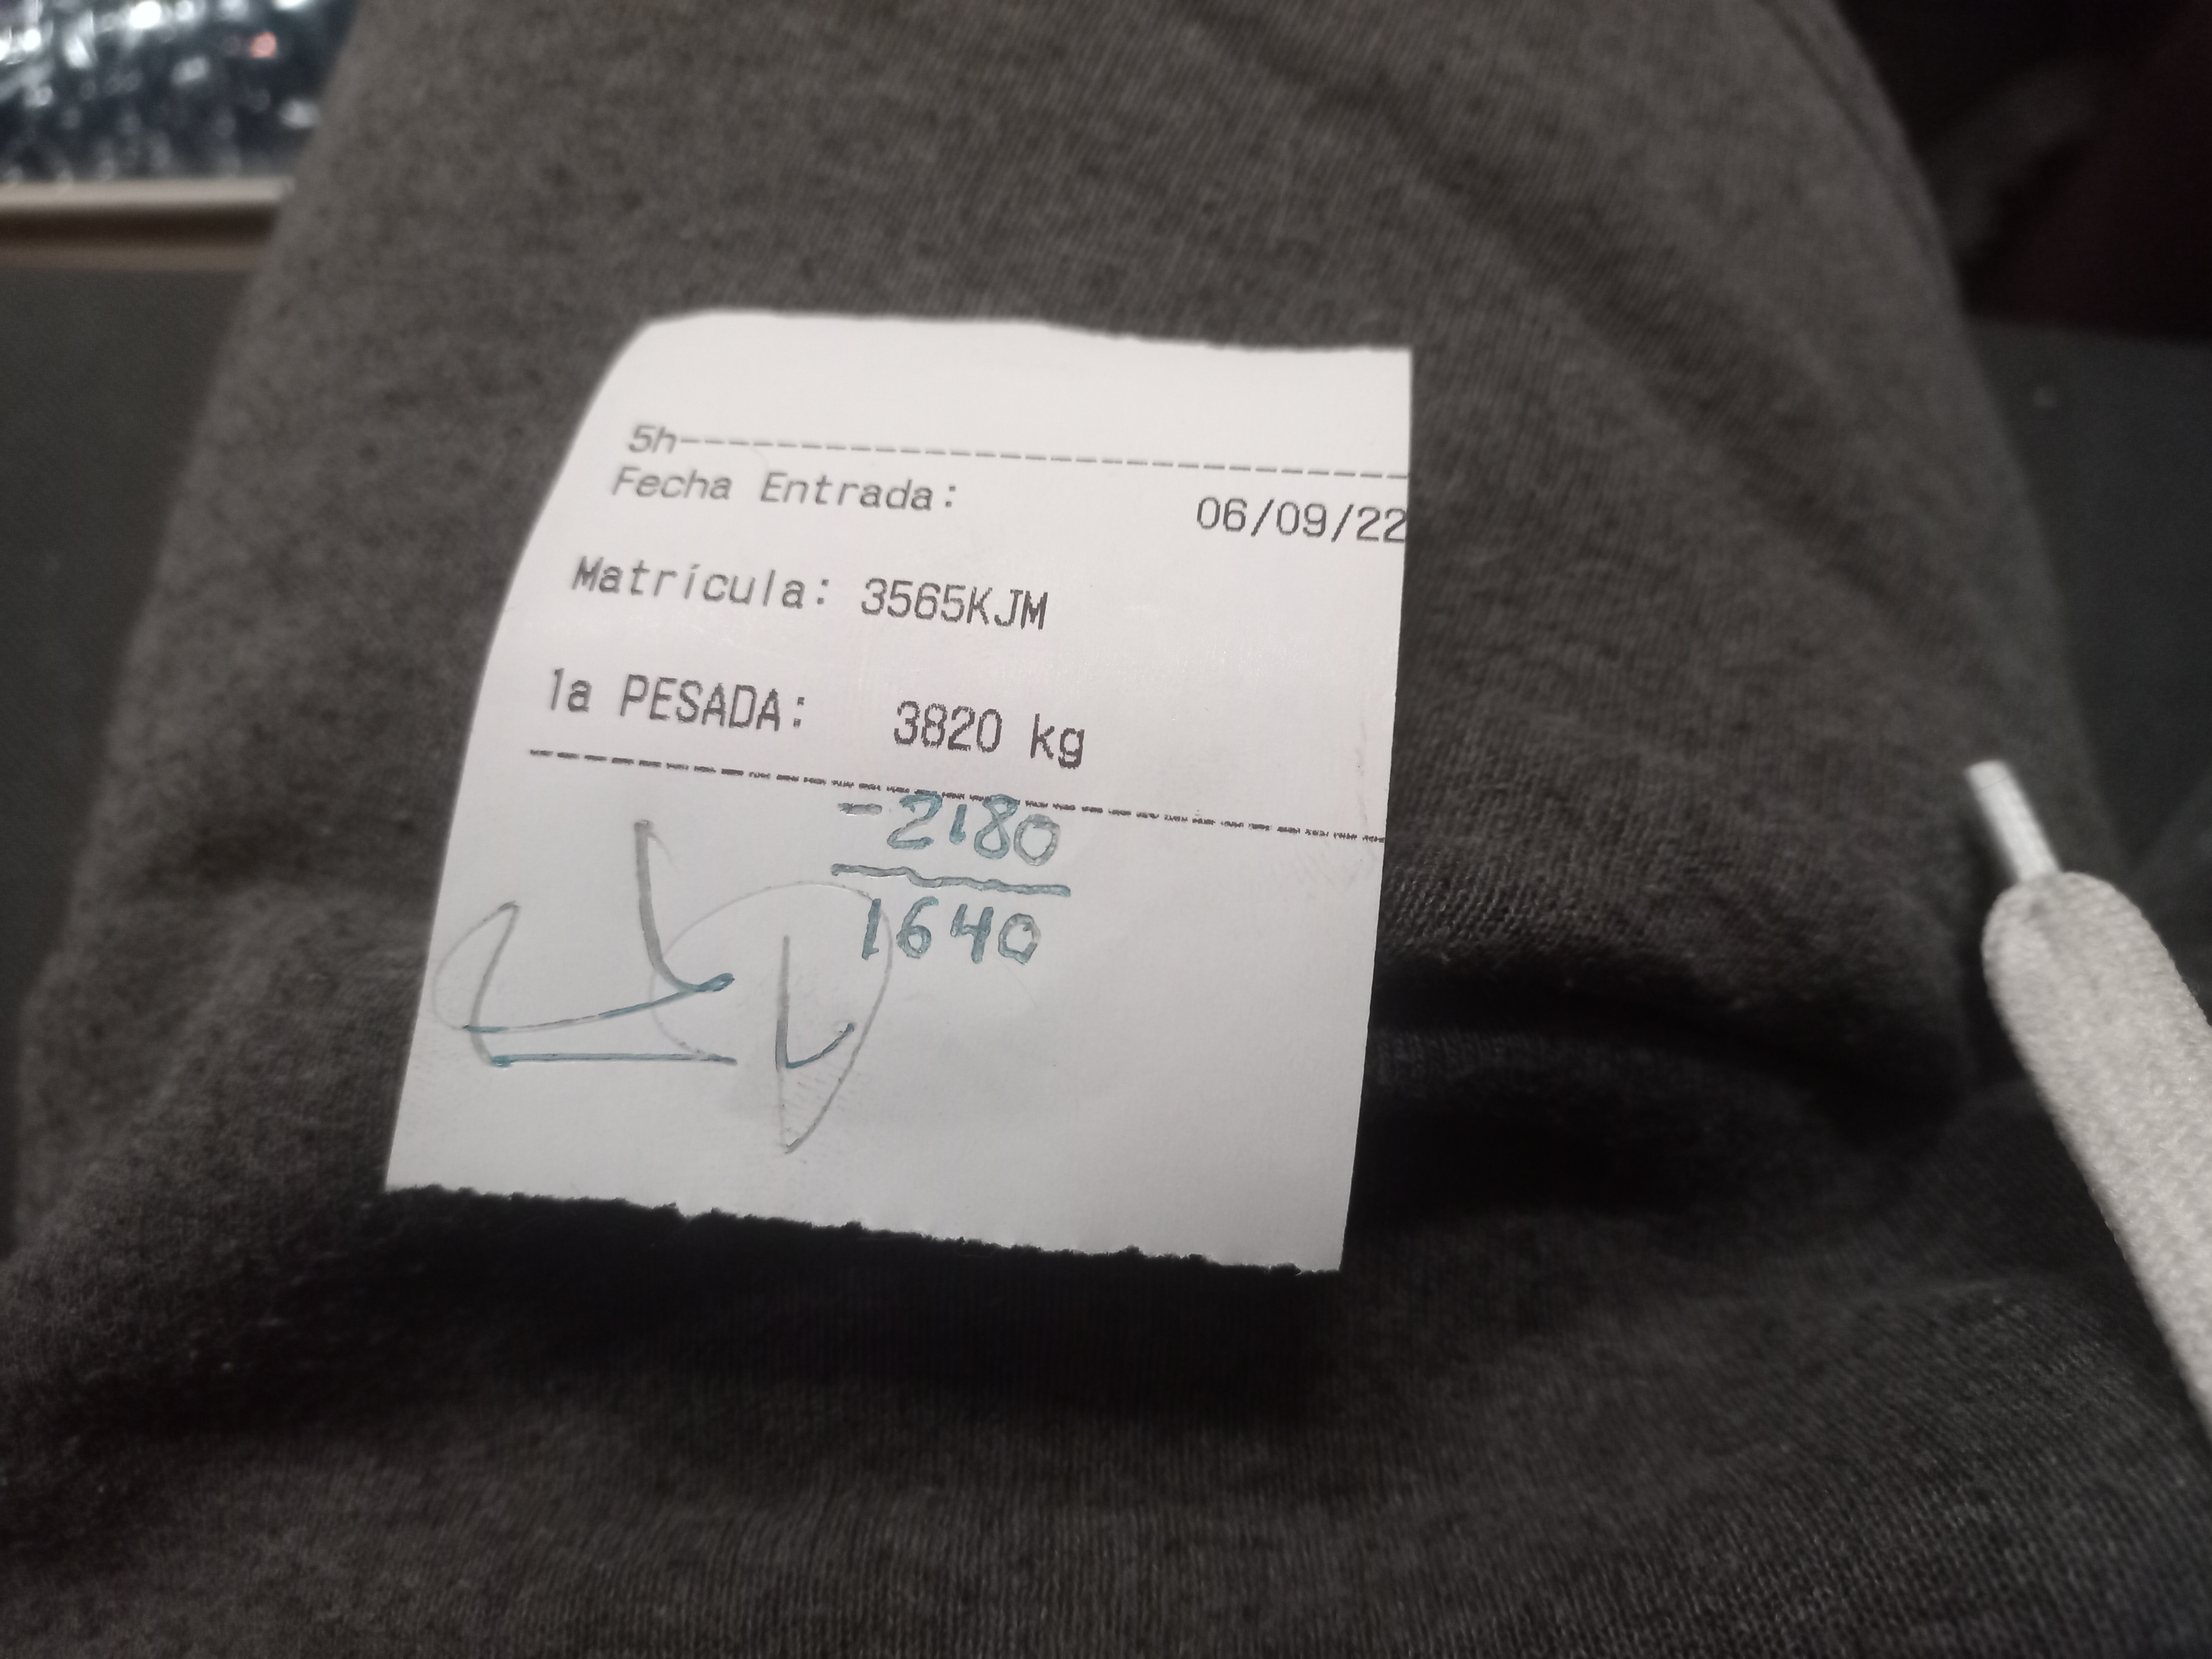 5h--------------------------------------
Fecha Entrada: 06/09/22
Matrícula: 3565KJM
1a PESADA: 3820 kg
-2180
1640